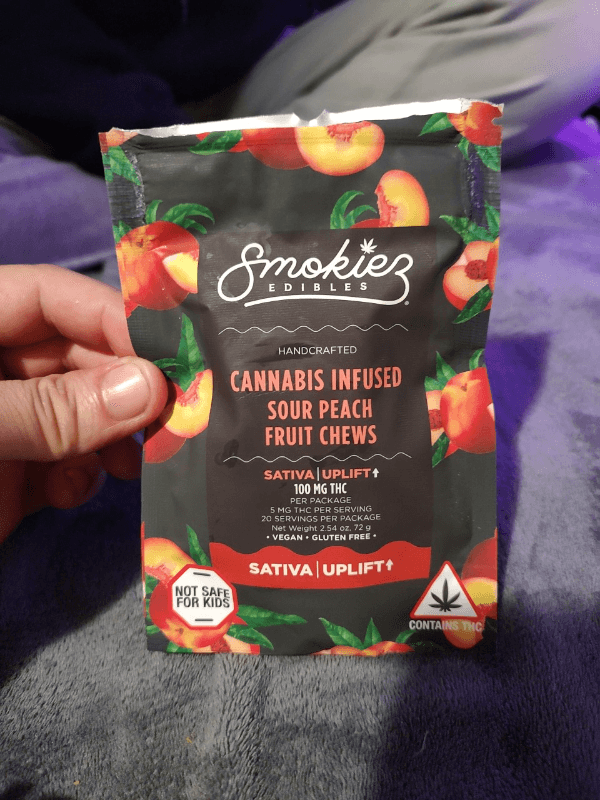 Smokiez
EDIBLES
HANDCRAFTED
CANNABIS INFUSED
SOUR PEACH
FRUIT CHEWS
SATIVA | UPLIFT↑
100 MG THC
PER PACKAGE
5 MG THC PER SERVING
20 SERVINGS PER PACKAGE
Net Weight 2.54 oz, 72 g
• VEGAN • GLUTEN FREE •
SATIVA | UPLIFT↑
NOT SAFE
FOR KIDS
CONTAINS THC